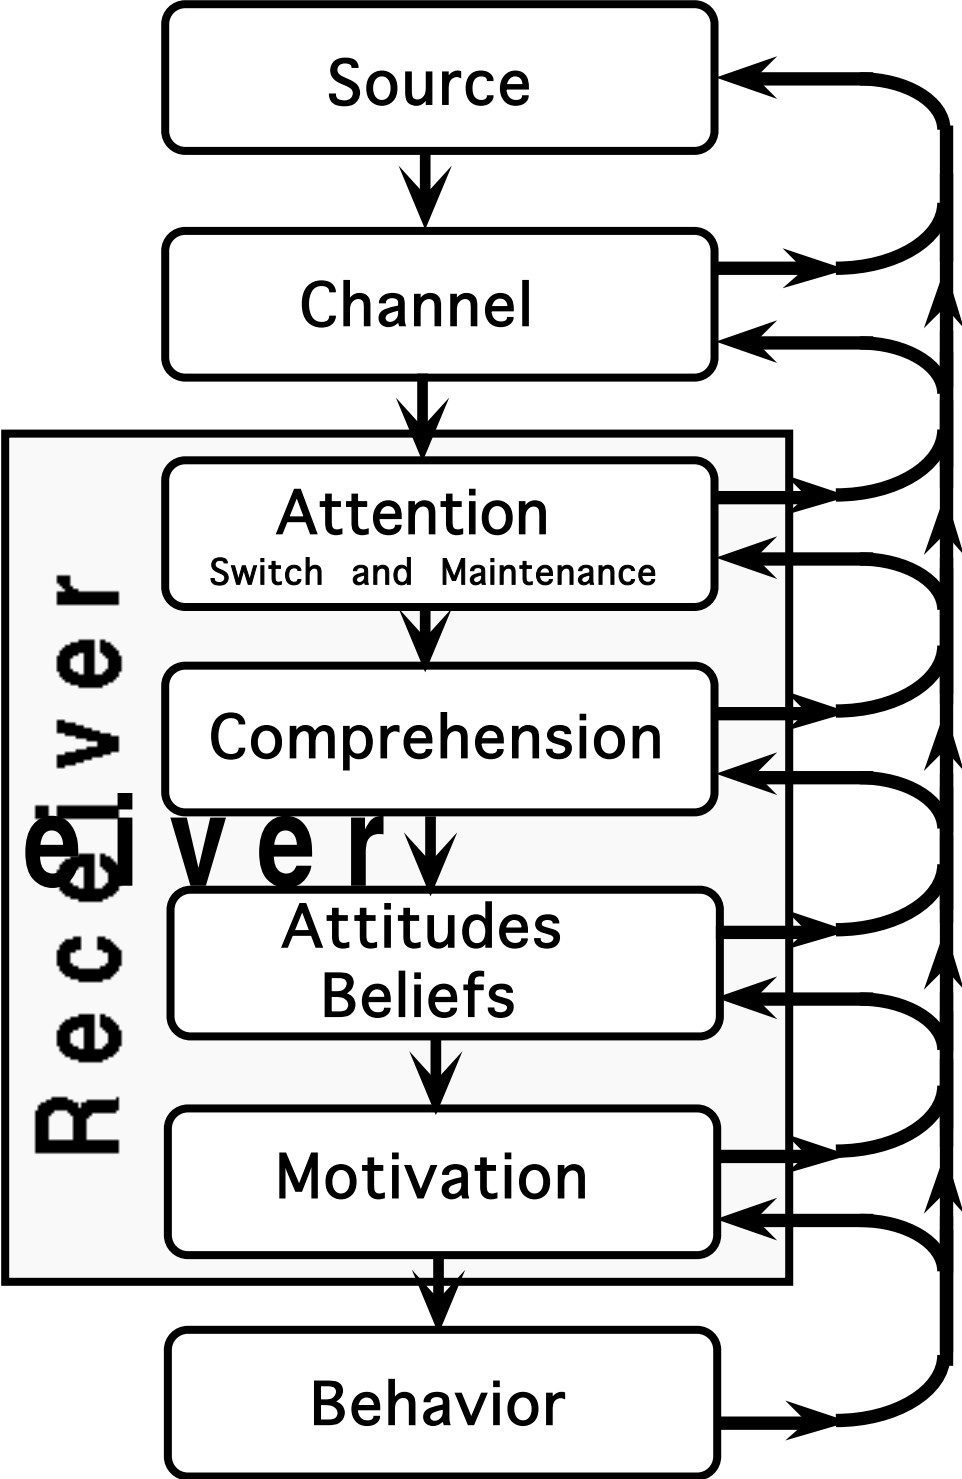 Source
Channel
Attention
Switch and Maintenance
Comprehension
Receiver
eiver
Attitudes
Beliefs
Motivation
Behavior